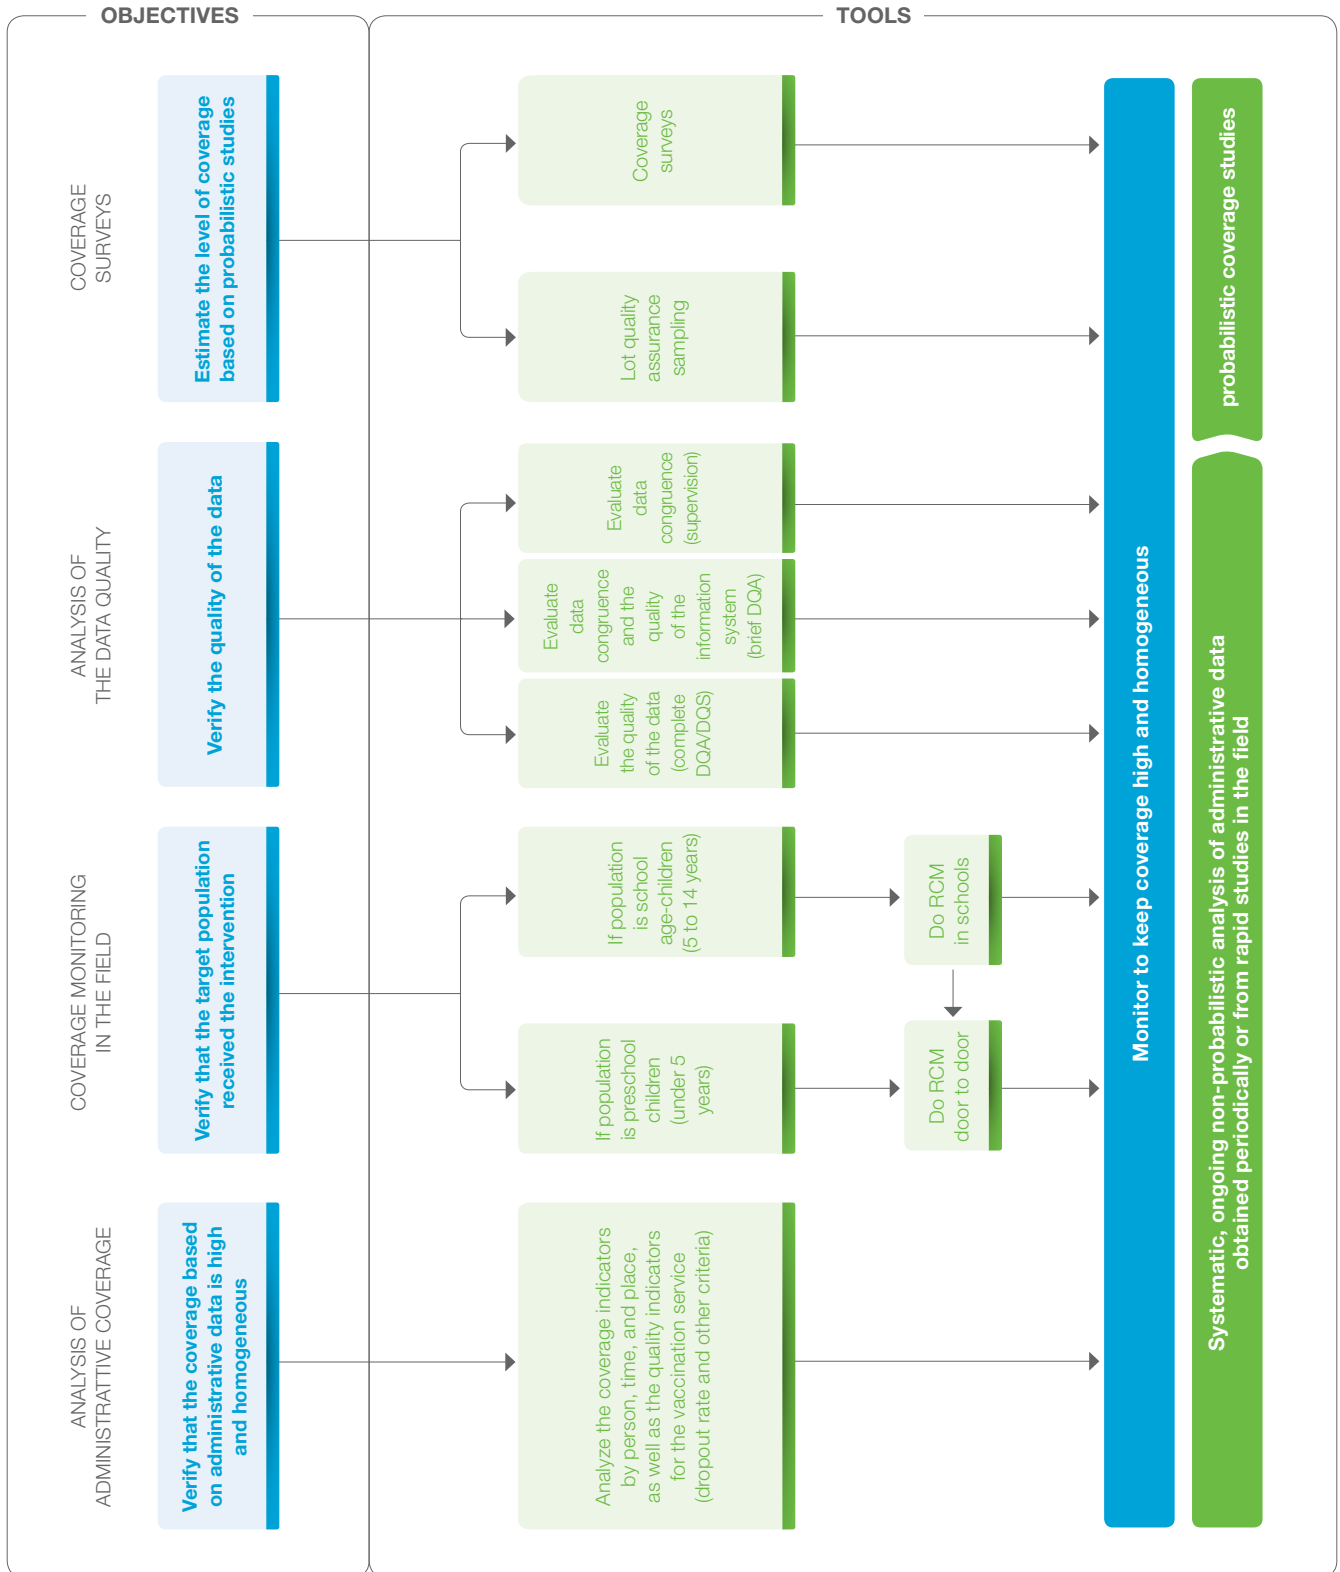 OBJECTIVES
TOOLS
ANALYSIS OF
ADMINISTRATTIVE COVERAGE
COVERAGE MONITORING
IN THE FIELD
ANALYSIS OF
THE DATA QUALITY
COVERAGE
SURVEYS
Verify that the coverage based
on administrative data is high
and homogeneous
Verify that the target population
received the intervention
Verify the quality of the data
Estimate the level of coverage
based on probabilistic studies
Analyze the coverage indicators
by person, time, and place,
as well as the quality indicators
for the vaccination service
(dropout rate and other criteria)
If population
is preschool
children
(under 5
years)
If population
is school
age-children
(5 to 14 years)
Evaluate
the quality
of the data
(complete
DQA/DQS)
Evaluate
data
congruence
and the
quality
of the
information
system
(brief DQA)
Evaluate
data
congruence
(supervision)
Lot quality
assurance
sampling
Coverage
surveys
Do RCM
door to door
Do RCM
in schools
Monitor to keep coverage high and homogeneous
Systematic, ongoing non-probabilistic analysis of administrative data
obtained periodically or from rapid studies in the field
probabilistic coverage studies